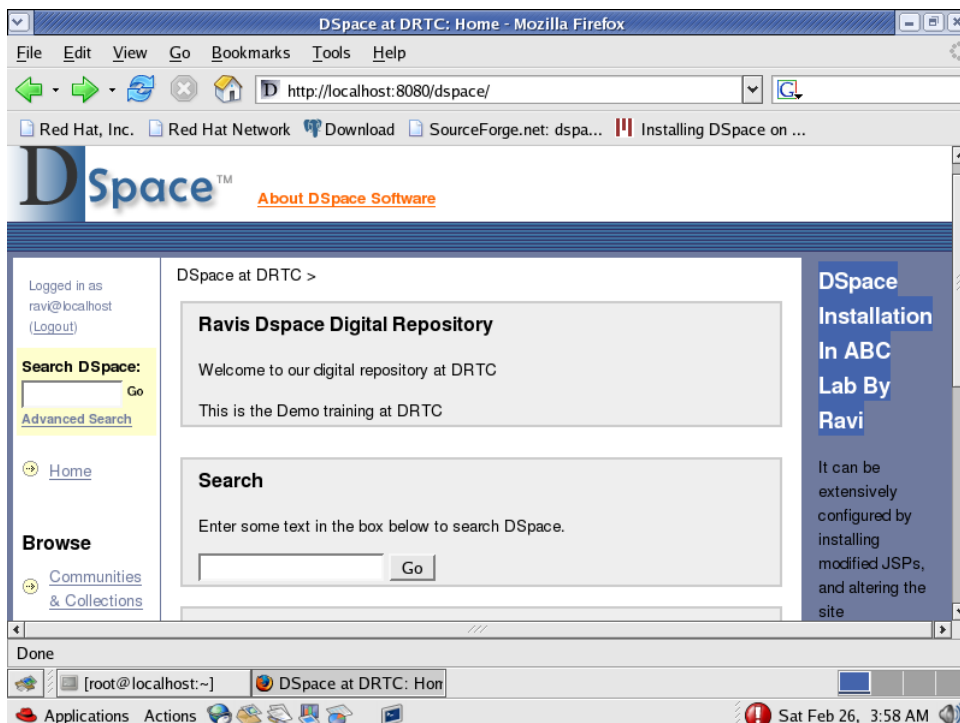 DSpace at DRTC: Home - Mozilla Firefox
File Edit View Go Bookmarks Tools Help
D http://localhost:8080/dspace/ G
Red Hat, Inc. Red Hat Network Download SourceForge.net: dspa... Installing DSpace on ...
DSpace™ About DSpace Software
Logged in as
ravi@localhost
(Logout)
Search DSpace:
Go
Advanced Search
Home
Browse
Communities
& Collections
DSpace at DRTC >
Ravis Dspace Digital Repository
Welcome to our digital repository at DRTC
This is the Demo training at DRTC
Search
Enter some text in the box below to search DSpace.
Go
DSpace
Installation
In ABC
Lab By
Ravi
It can be
extensively
configured by
installing
modified JSPs,
and altering the
site
Done
[root@localhost:~] DSpace at DRTC: Hom
Applications Actions Sat Feb 26, 3:58 AM